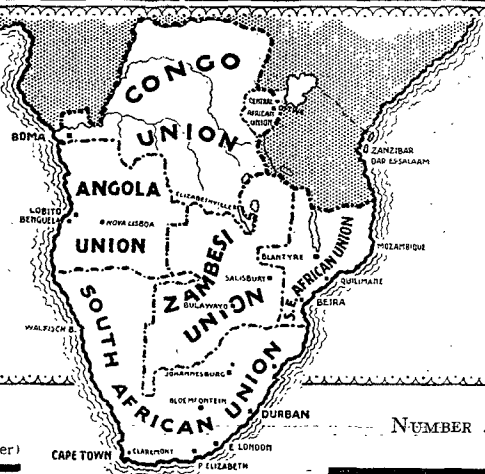 CONGO
UNION
CENTRAL
AFRICAN
UNION
BOMA
ZANZIBAR
DAR ESSALAAM
ANGOLA
ELIZABETHVILLE
LOBITO
BENGUELA
NOVA LISBOA
UNION
MOZAMBIQUE
BLANTYRE
S.E. AFRICAN UNION
SALISBURY
QUILIMANE
ZAMBESI
BULAWAYO
UNION
BEIRA
WALFISCH B.
SOUTH AFRICAN UNION
JOHANNESBURG
BLOEMFONTEIN
DURBAN
NUMBER
er)
CAPE TOWN
CLAREMONT
E. LONDON
P. ELIZABETH